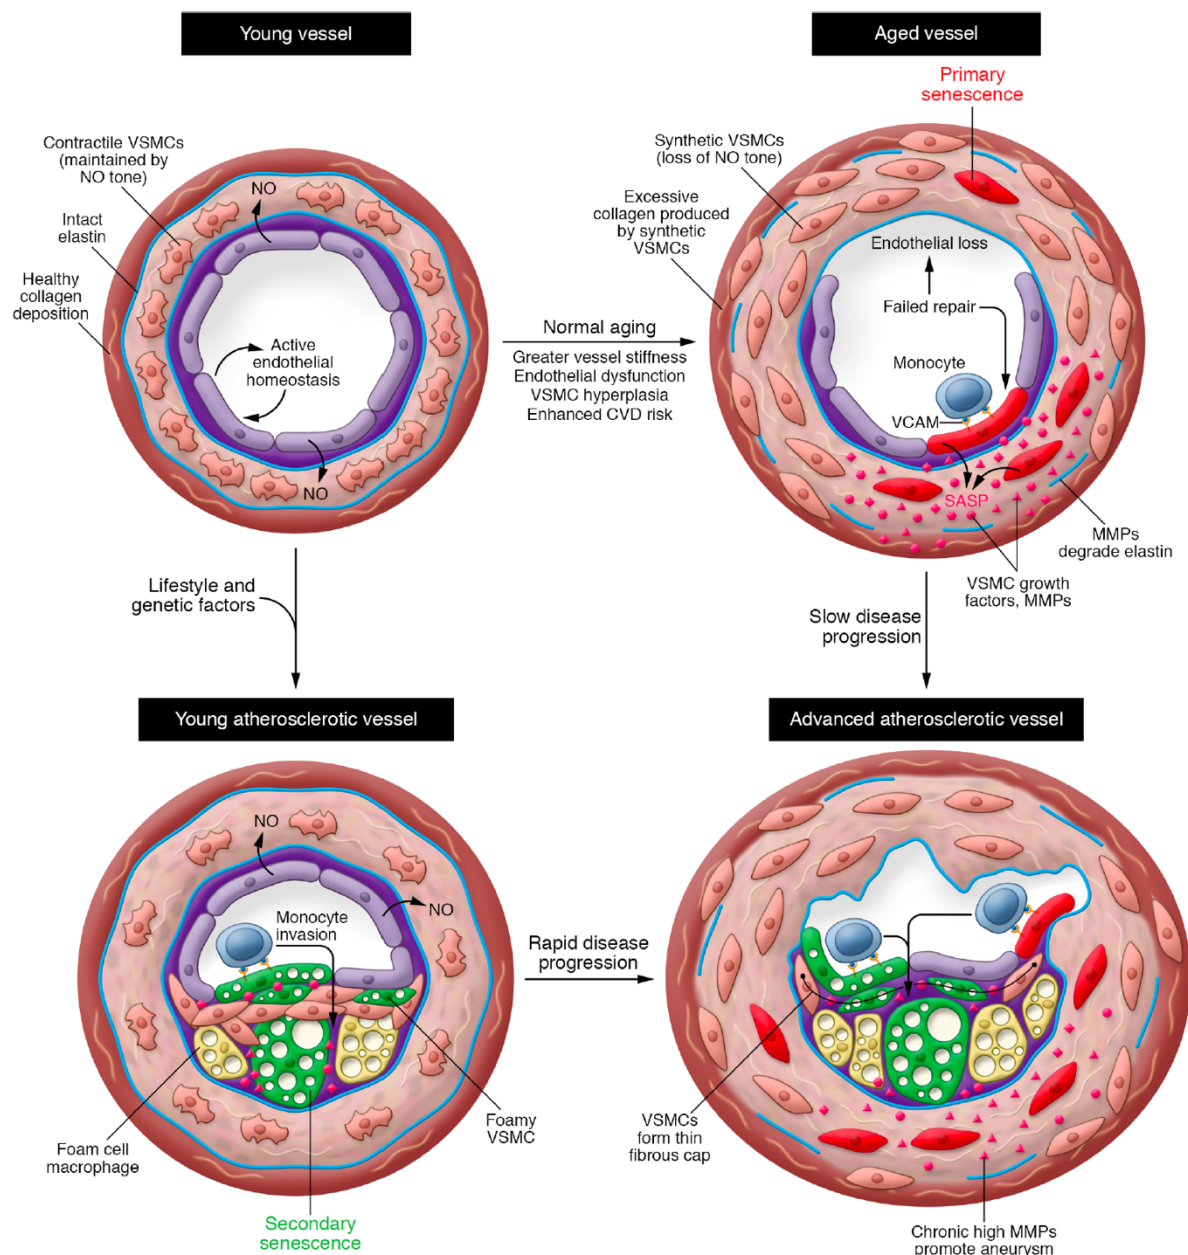 Young vessel
Aged vessel
Primary
senescence
Contractile VSMCs
(maintained by
NO tone)
NO
Intact
elastin
Healthy
collagen
deposition
Active
endothelial
homeostasis
NO
Normal aging
Greater vessel stiffness
Endothelial dysfunction
VSMC hyperplasia
Enhanced CVD risk
Synthetic VSMCs
(loss of NO tone)
Excessive
collagen produced
by synthetic
VSMCs
Endothelial loss
Failed repair
Monocyte
VCAM
SASP
MMPs
degrade elastin
VSMC growth
factors, MMPs
Lifestyle and
genetic factors
Slow disease
progression
Young atherosclerotic vessel
Advanced atherosclerotic vessel
NO
NO
Monocyte
invasion
Rapid disease
progression
Foam cell
macrophage
Foamy
VSMC
Secondary
senescence
VSMCs
form thin
fibrous cap
Chronic high MMPs
promote aneurysm